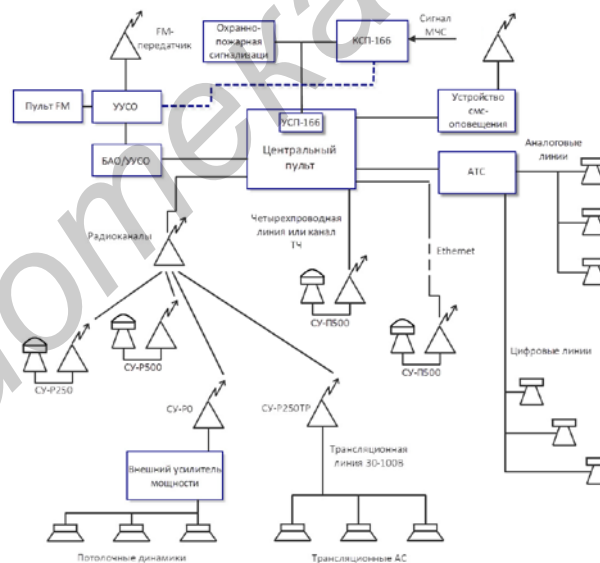 FM-
передатчик
Охранно-
пожарная
сигнализаци
КСП-166
Сигнал
МЧС
Пульт FM
УУСО
УСП-166
Устройство
смс-
оповещения
БАО/УУСО
Центральный
пульт
АТС
Аналоговые
линии
Радиоканалы
Четырехпроводная
линия или канал
ТЧ
Ethernet
СУ-П500
СУ-Р500
СУ-П500
СУ-Р250
Цифровые линии
СУ-Р0
СУ-Р250ТР
Внешний усилитель
мощности
Трансляционная
линия 30-100В
Потолочные динамики
Трансляционные АС